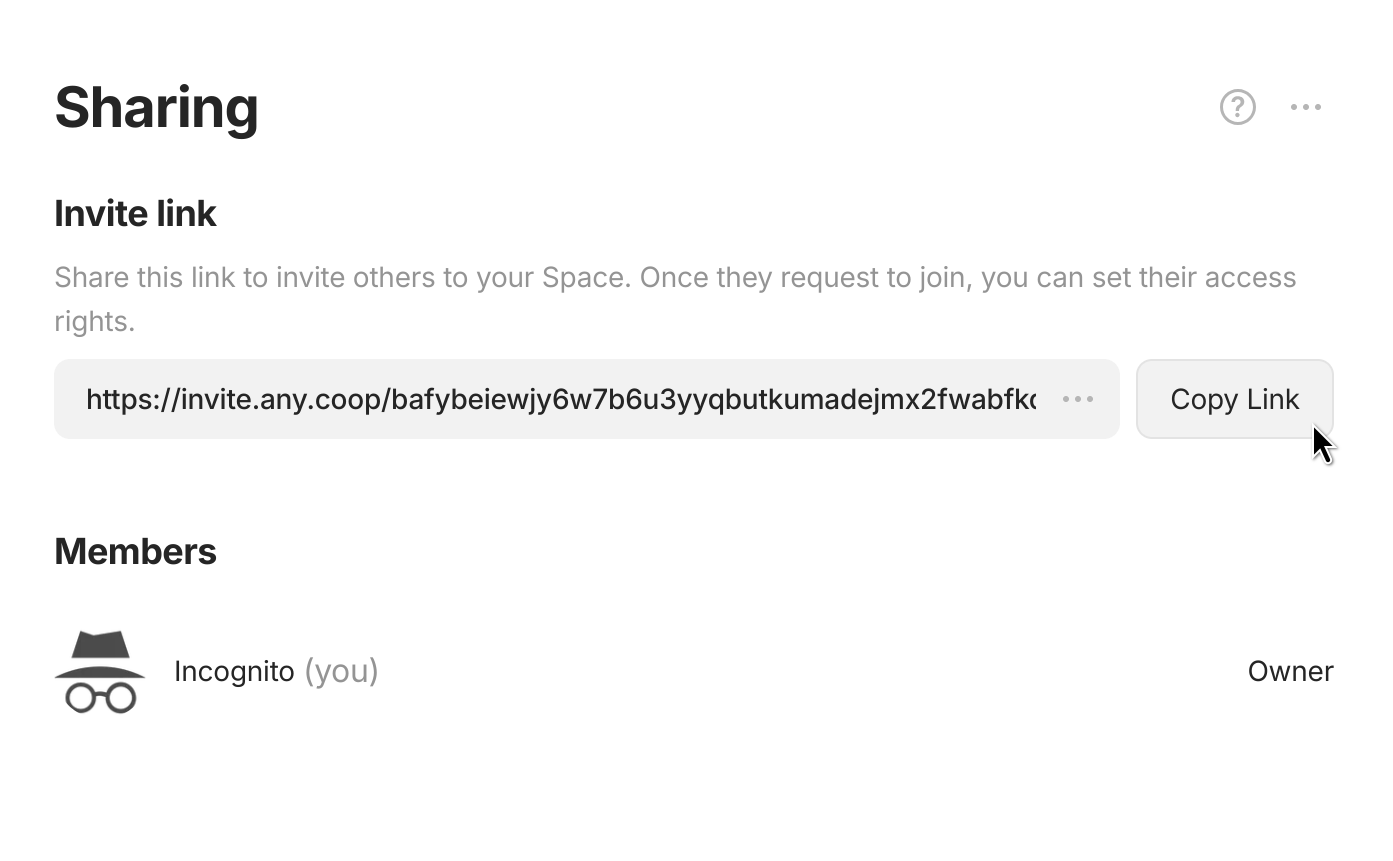 Sharing
Invite link
Share this link to invite others to your Space. Once they request to join, you can set their access
rights.
https://invite.any.coop/bafybeiewjy6w7b6u3yyqbutkumadejmx2fwabfk
Copy Link
Members
Incognito (you)
Owner